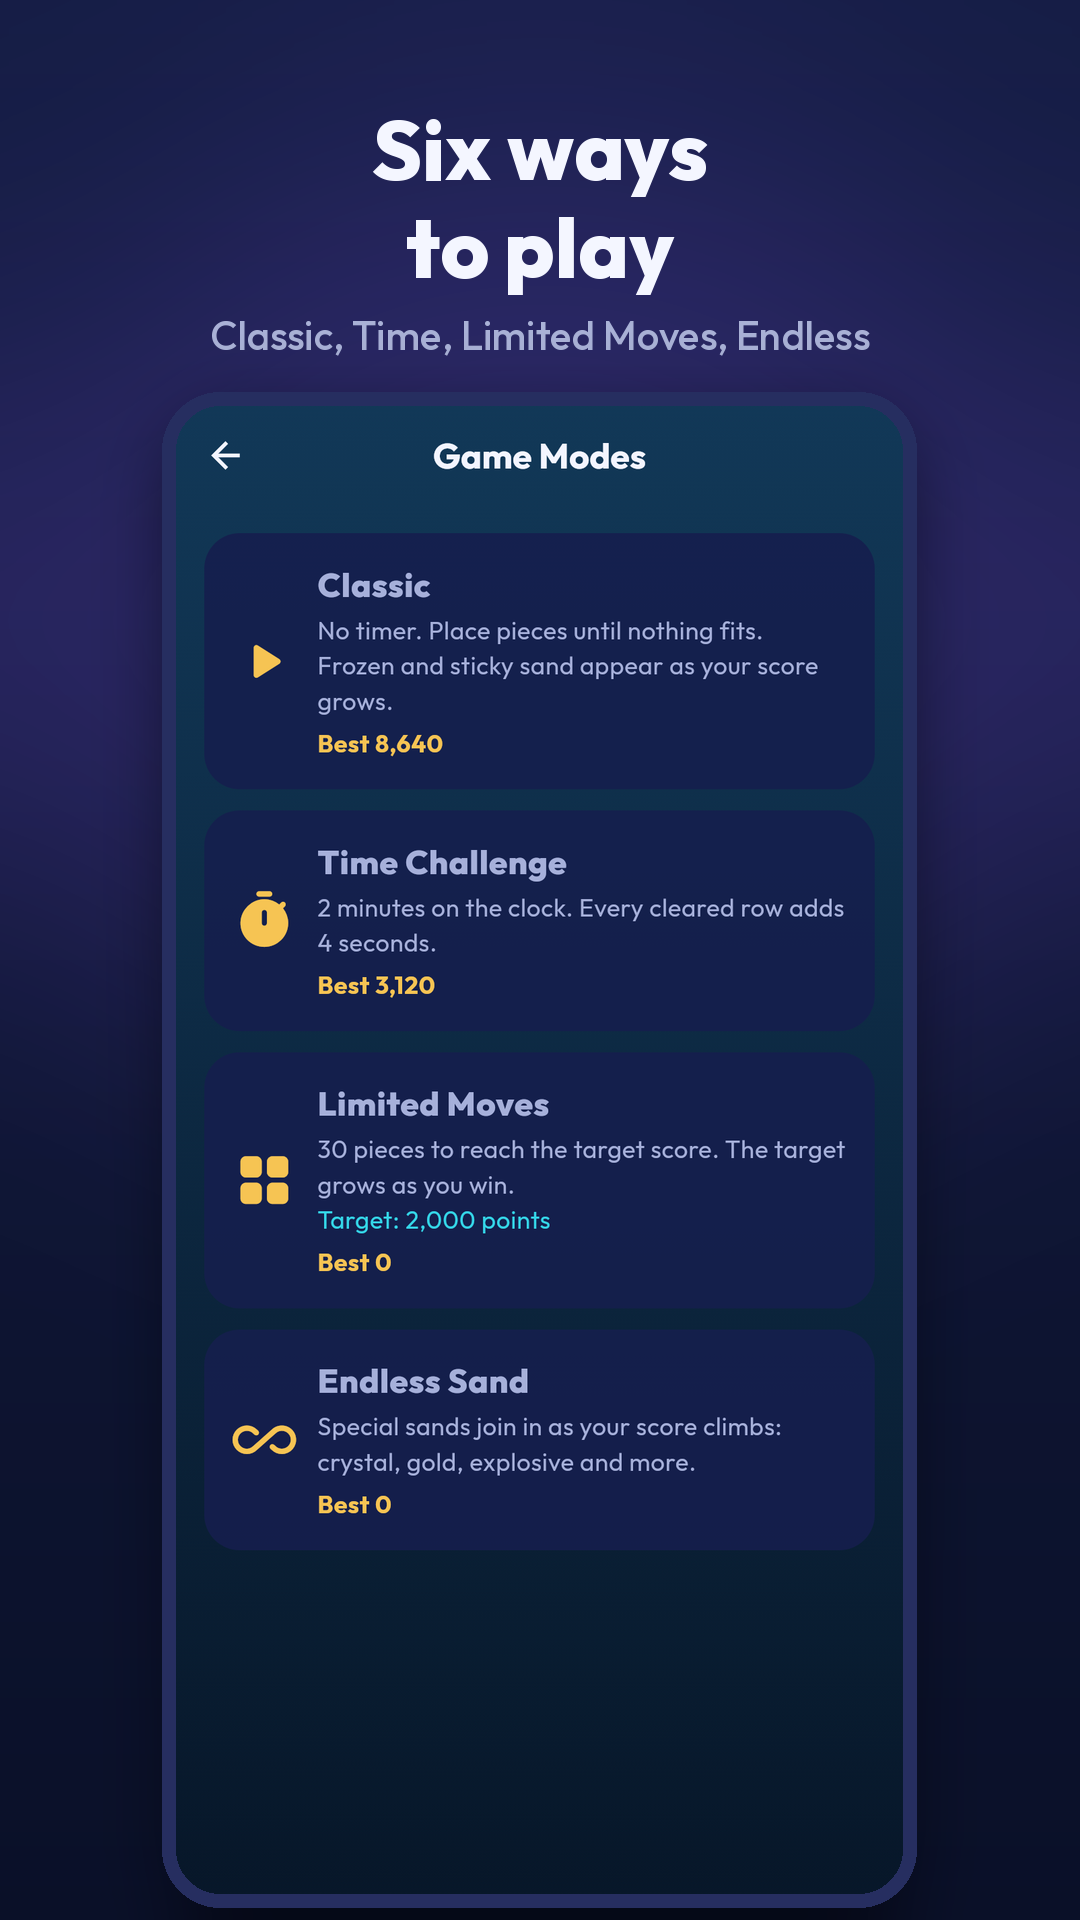 Six ways
to play
Classic, Time, Limited Moves, Endless
Game Modes
Classic
No timer. Place pieces until nothing fits.
Frozen and sticky sand appear as your score
grows.
Best 8,640
Time Challenge
2 minutes on the clock. Every cleared row adds
4 seconds.
Best 3,120
Limited Moves
30 pieces to reach the target score. The target
grows as you win.
Target: 2,000 points
Best 0
Endless Sand
Special sands join in as your score climbs:
crystal, gold, explosive and more.
Best 0